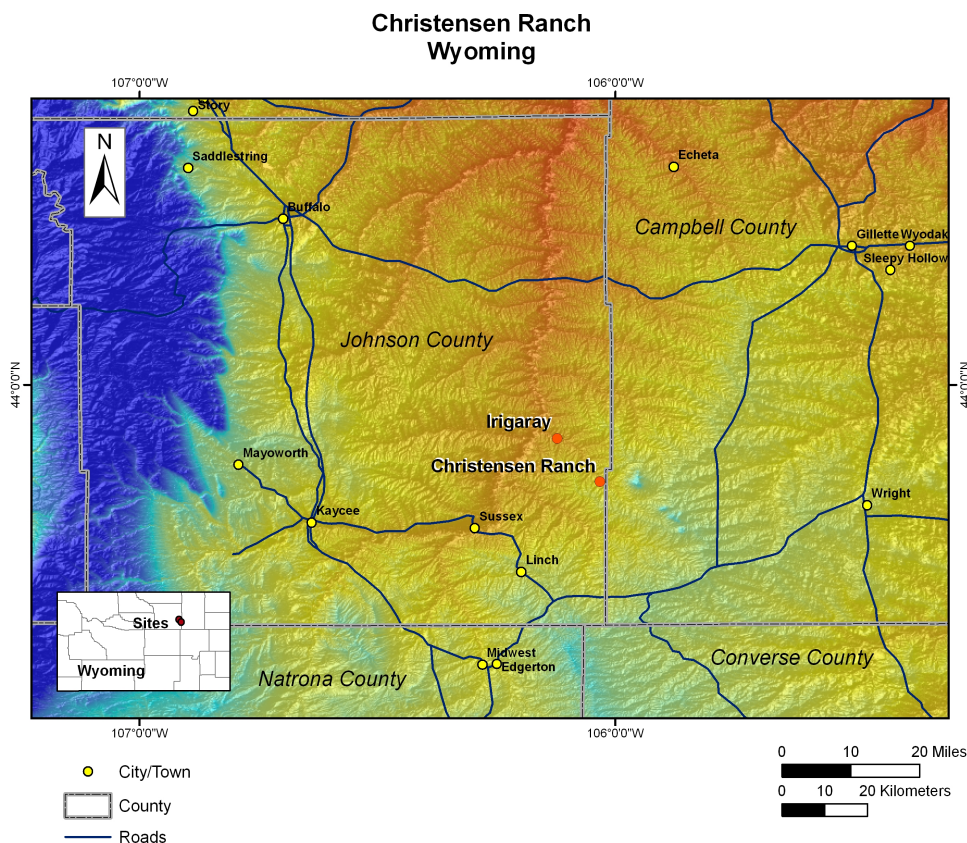 Christensen Ranch
Wyoming
107°0'0"W
106°0'0"W
Story
N
Saddlestring
Echeta
Buffalo
Campbell County
Gillette
Wyodak
Sleepy Hollow
Johnson County
44°0'0"N
44°0'0"N
Irigaray
Christensen Ranch
Mayoworth
Wright
Kaycee
Sussex
Linch
Sites
Wyoming
Midwest
Edgerton
Natrona County
Converse County
107°0'0"W
106°0'0"W
0 10 20 Miles
0 10 20 Kilometers
City/Town
County
Roads